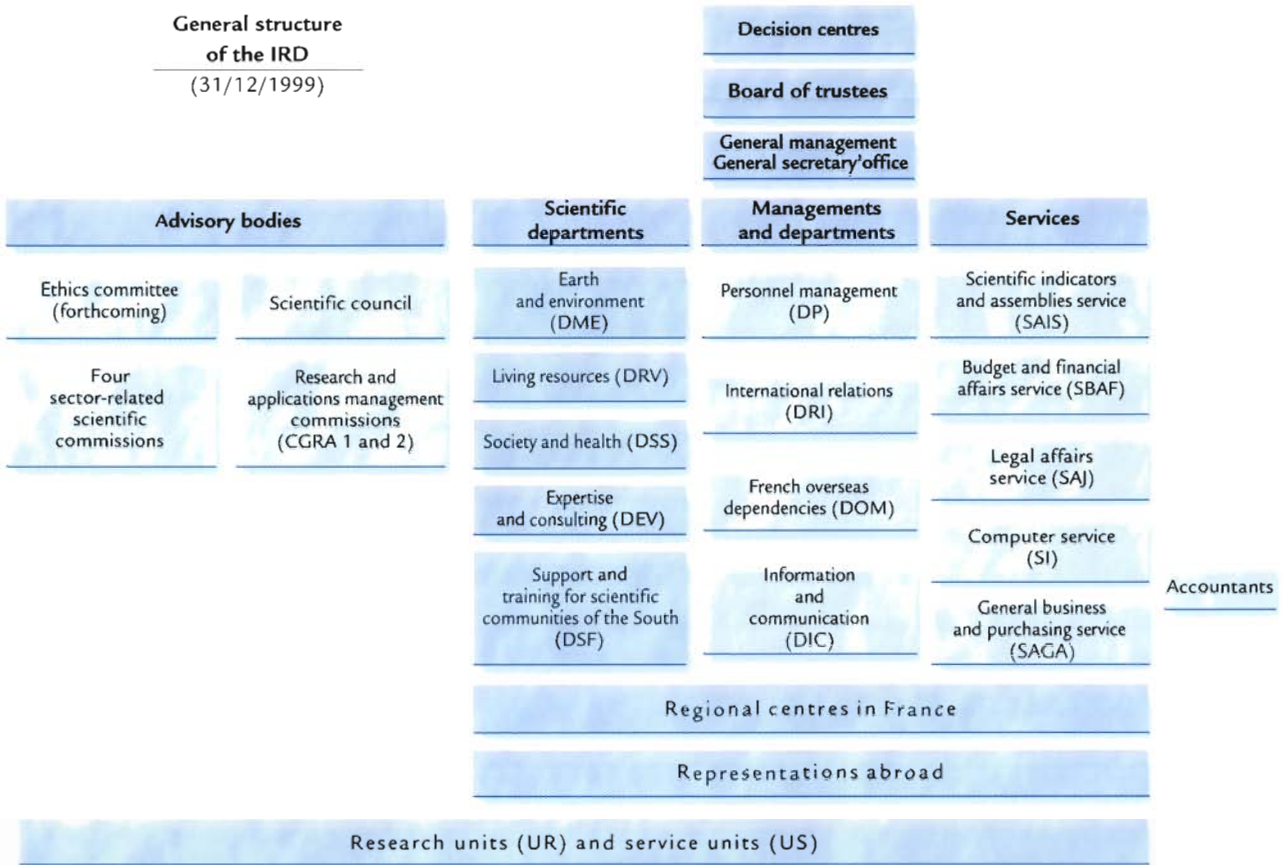 General structure
of the IRD
(31/12/1999)
Decision centres
Board of trustees
General management
General secretary'office
Advisory bodies
Ethics committee
(forthcoming)
Scientific council
Four
sector-related
scientific
commissions
Research and
applications management
commissions
(CGRA 1 and 2)
Scientific
departments
Earth
and environment
(DME)
Living resources (DRV)
Society and health (DSS)
Expertise
and consulting (DEV)
Support and
training for scientific
communities of the South
(DSF)
Managements
and departments
Personnel management
(DP)
International relations
(DRI)
French overseas
dependencies (DOM)
Information
and
communication
(DIC)
Services
Scientific indicators
and assemblies service
(SAIS)
Budget and financial
affairs service (SBAF)
Legal affairs
service (SAJ)
Computer service
(SI)
General business
and purchasing service
(SAGA)
Accountants
Regional centres in France
Representations abroad
Research units (UR) and service units (US)